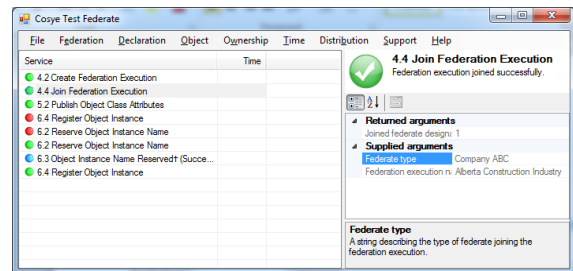 Cosye Test Federate
File Federation Declaration Object Ownership Time Distribution Support Help
Service Time
4.2 Create Federation Execution
4.4 Join Federation Execution
5.2 Publish Object Class Attributes
6.4 Register Object Instance
6.2 Reserve Object Instance Name
6.2 Reserve Object Instance Name
6.3 Object Instance Name Reserved† (Succe...
6.4 Register Object Instance
4.4 Join Federation Execution
Federation execution joined successfully.
Returned arguments
Joined federate design: 1
Supplied arguments
Federate type Company ABC
Federation execution n: Alberta Construction Industry
Federate type
A string describing the type of federate joining the
federation execution.